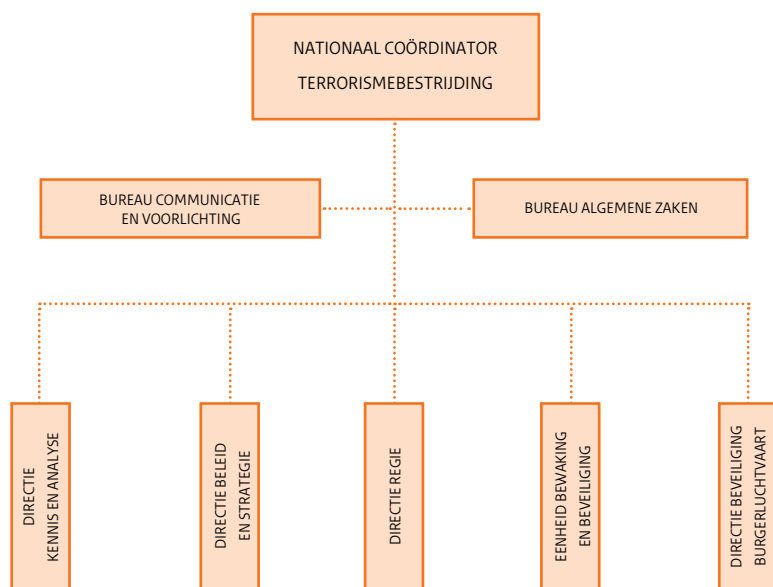 NATIONAAL COÖRDINATOR
TERRORISMEBESTRIJDING
BUREAU COMMUNICATIE
EN VOORLICHTING
BUREAU ALGEMENE ZAKEN
DIRECTIE
KENNIS EN ANALYSE
DIRECTIE BELEID
EN STRATEGIE
DIRECTIE REGIE
EENHEID BEWAKING
EN BEVEILIGING
DIRECTIE BEVEILIGING
BURGERLUCHTVAART